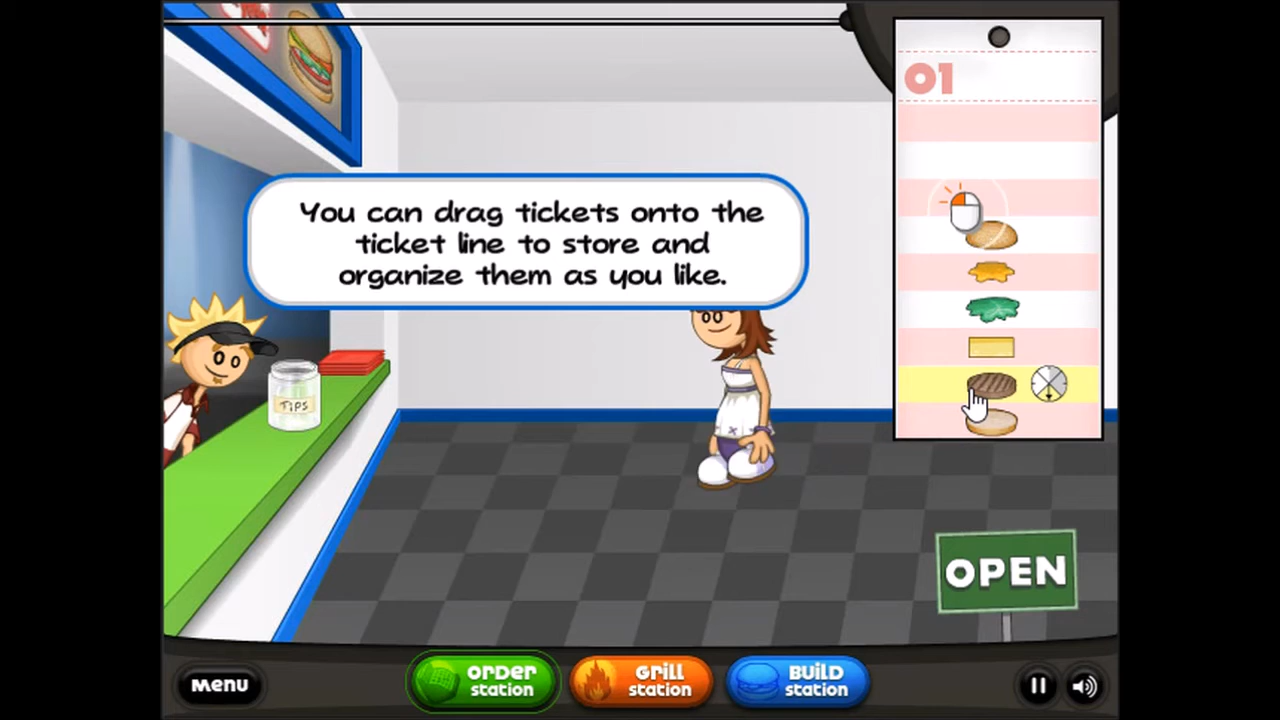 01
You can drag tickets onto the
ticket line to store and
organize them as you like.
TIPS
OPEN
Menu
Order
station
Grill
station
Build
station